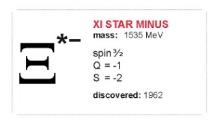 XI STAR MINUS
mass: 1535 MeV
Ξ*−
spin 3⁄2
Q = -1
S = -2
discovered: 1962